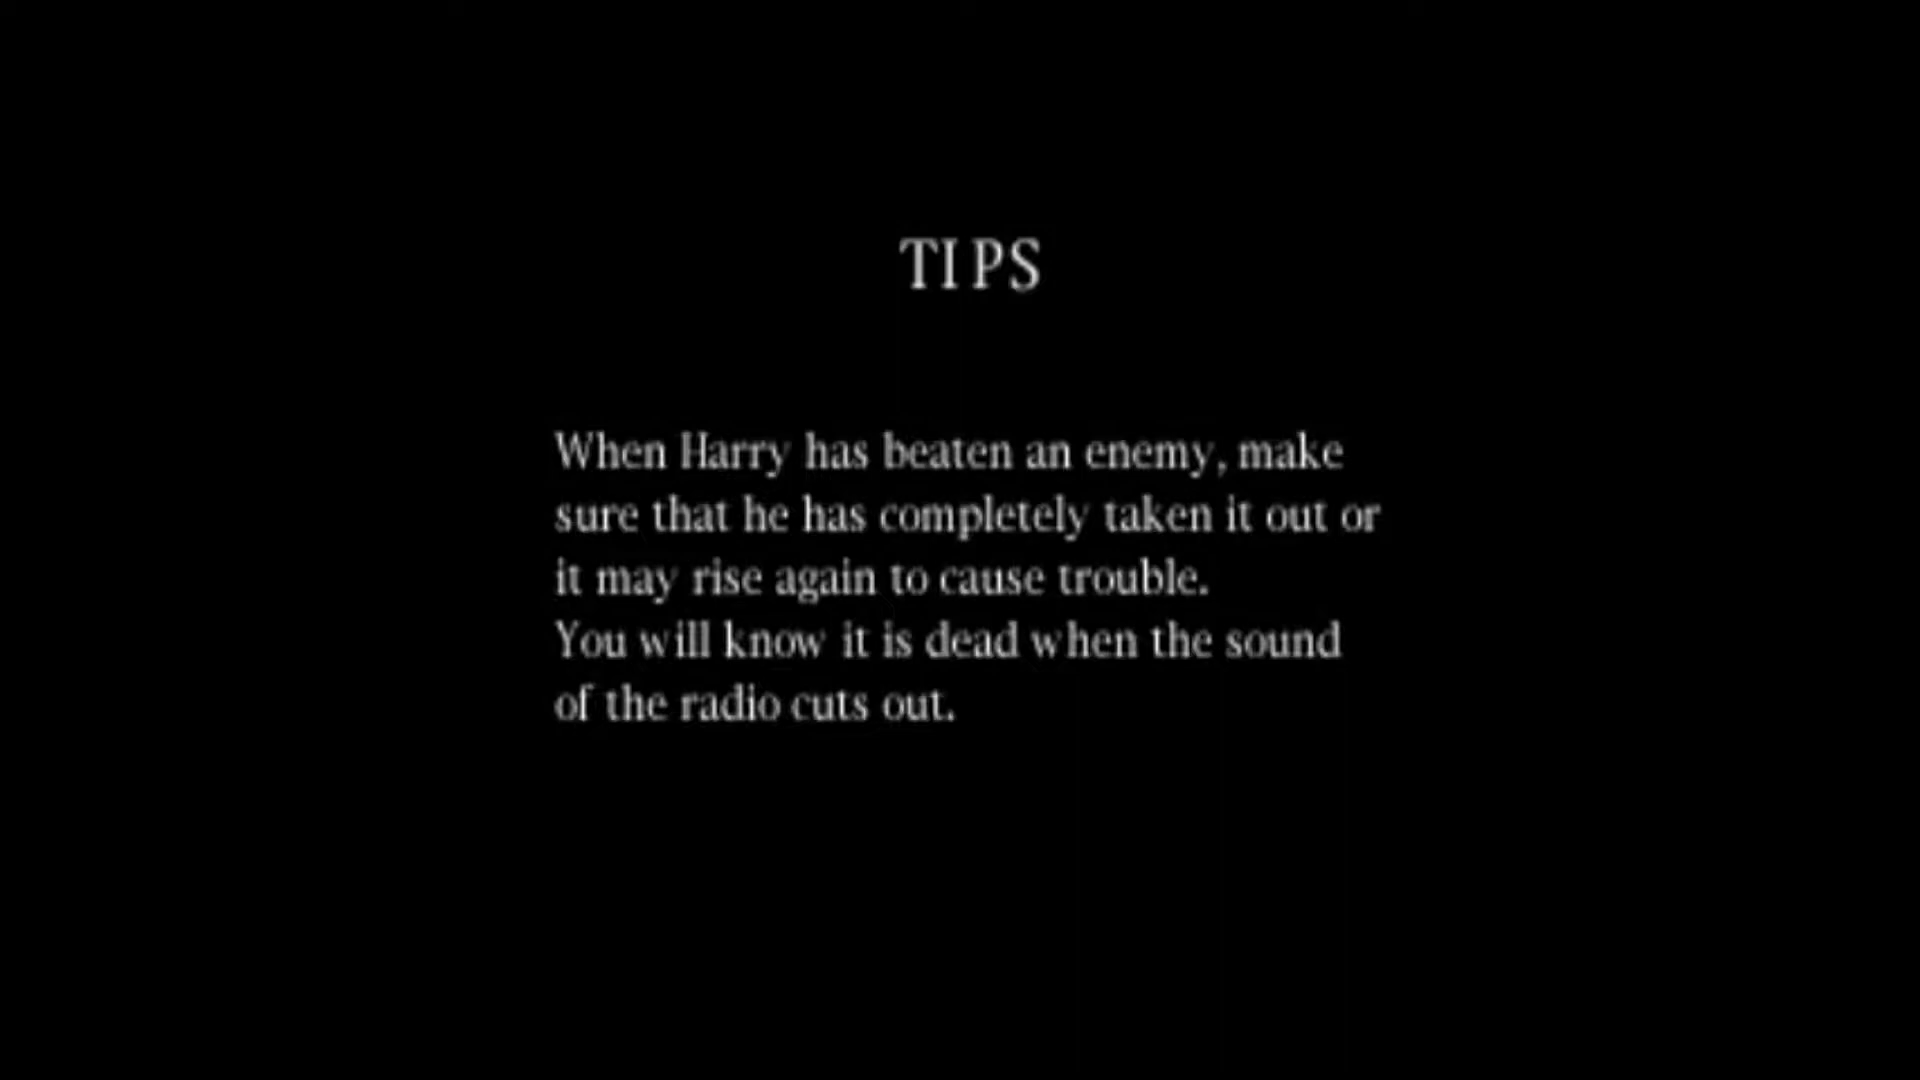 TIPS
When Harry has beaten an enemy, make
sure that he has completely taken it out or
it may rise again to cause trouble.
You will know it is dead when the sound
of the radio cuts out.